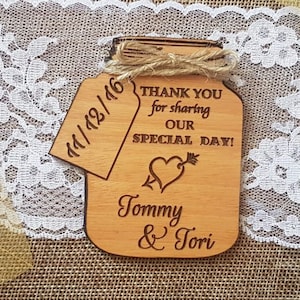 11/12/16
THANK YOU
for sharing
OUR
SPECIAL DAY!
Tommy
& Tori